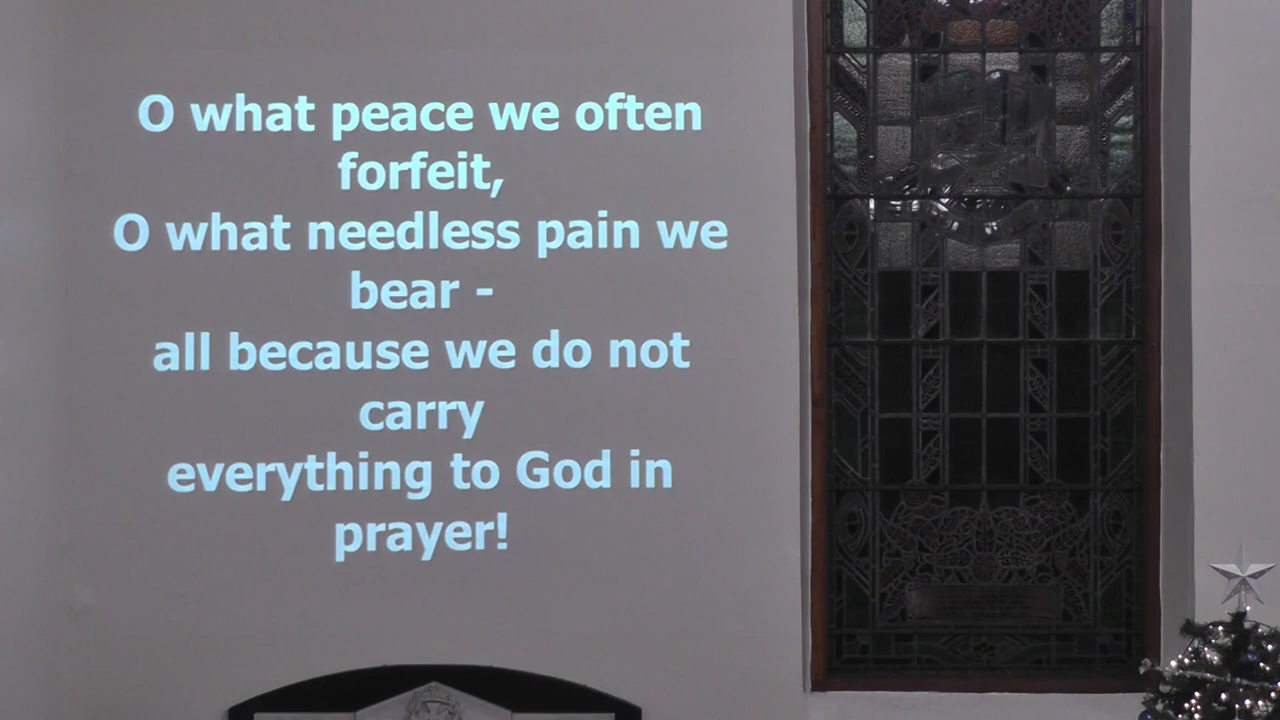 O what peace we often
forfeit,
O what needless pain we
bear -
all because we do not
carry
everything to God in
prayer!